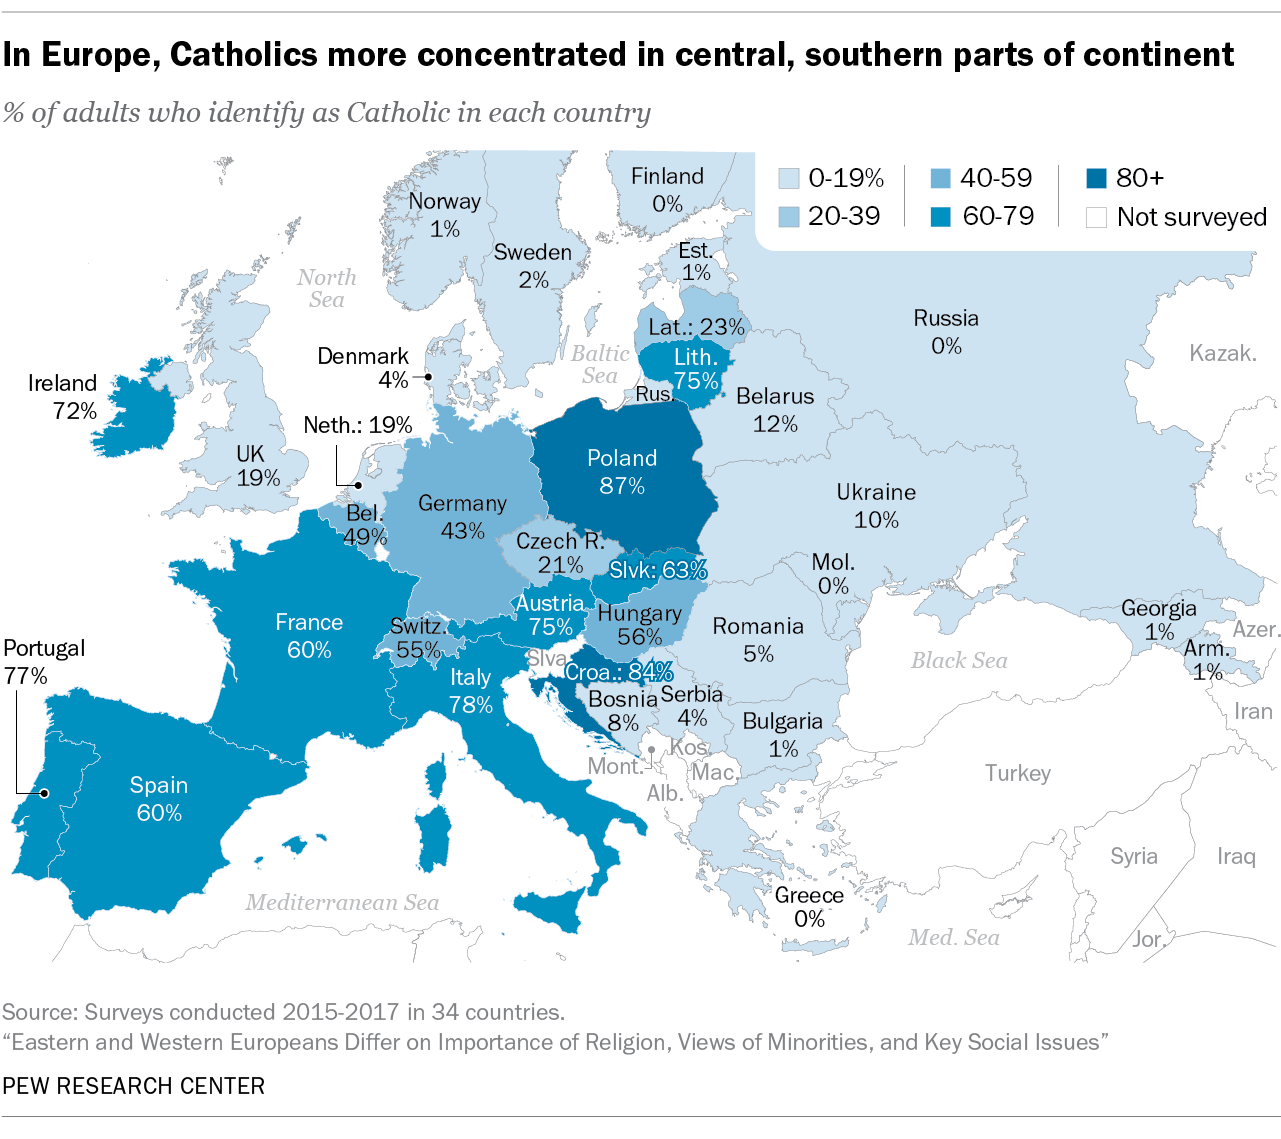 In Europe, Catholics more concentrated in central, southern parts of continent
% of adults who identify as Catholic in each country
0-19%
40-59
80+
20-39
60-79
Not surveyed
Finland
0%
Norway
1%
Sweden
2%
Est.
1%
North
Sea
Russia
0%
Lat.: 23%
Baltic
Sea
Kazak.
Denmark
4%
Lith.
75%
Ireland
72%
Rus.
Belarus
12%
Neth.: 19%
UK
19%
Poland
87%
Germany
43%
Ukraine
10%
Bel.
49%
Czech R.
21%
Slvk: 63%
Mol.
0%
Austria
75%
Hungary
56%
Georgia
1%
France
60%
Switz.
55%
Romania
5%
Azer.
Portugal
77%
Slva.
Black Sea
Arm.
1%
Italy
78%
Croa.: 84%
Bosnia
8%
Serbia
4%
Iran
Bulgaria
1%
Kos.
Mont.
Mac.
Alb.
Turkey
Spain
60%
Syria
Iraq
Greece
0%
Mediterranean Sea
Med. Sea
Jor.
Source: Surveys conducted 2015-2017 in 34 countries.
“Eastern and Western Europeans Differ on Importance of Religion, Views of Minorities, and Key Social Issues”
PEW RESEARCH CENTER